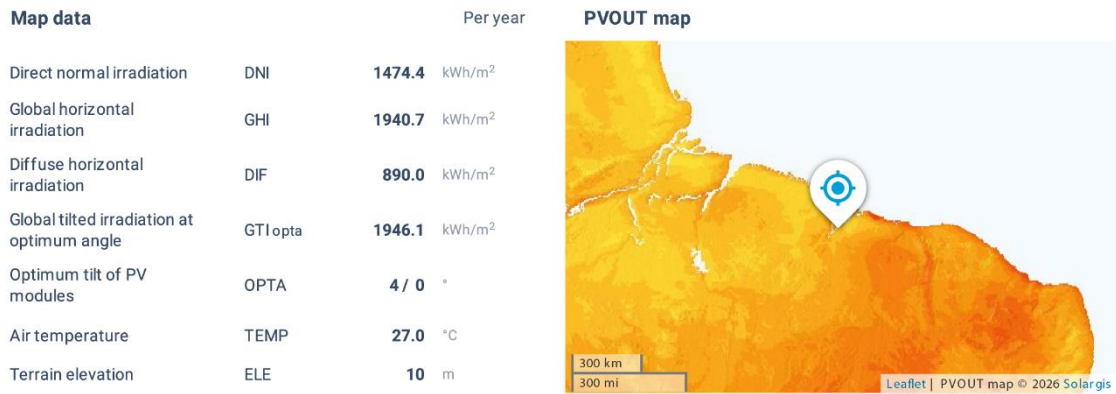 Map data Per year
Direct normal irradiation DNI 1474.4 kWh/m²
Global horizontal
irradiation GHI 1940.7 kWh/m²
Diffuse horizontal
irradiation DIF 890.0 kWh/m²
Global tilted irradiation at
optimum angle GTI opta 1946.1 kWh/m²
Optimum tilt of PV
modules OPTA 4 / 0 °
Air temperature TEMP 27.0 °C
Terrain elevation ELE 10 m
PVOUT map
300 km
300 mi
Leaflet | PVOUT map © 2026 Solargis